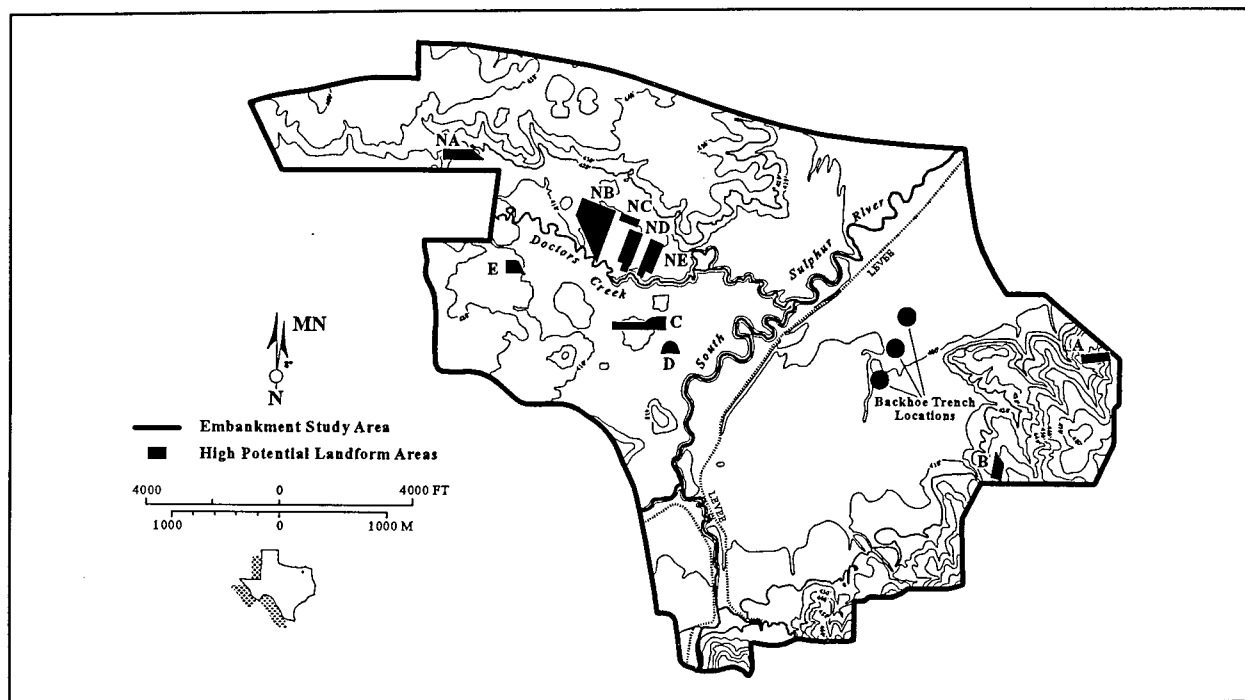 NA
NB
NC
ND
NE
Doctors
Creek
South
Sulphur
River
LEVEE
E
C
D
A
B
Backhoe Trench
Locations
LEVEE
MN
8°
N
Embankment Study Area
High Potential Landform Areas
4000
0
4000 FT
1000
0
1000 M